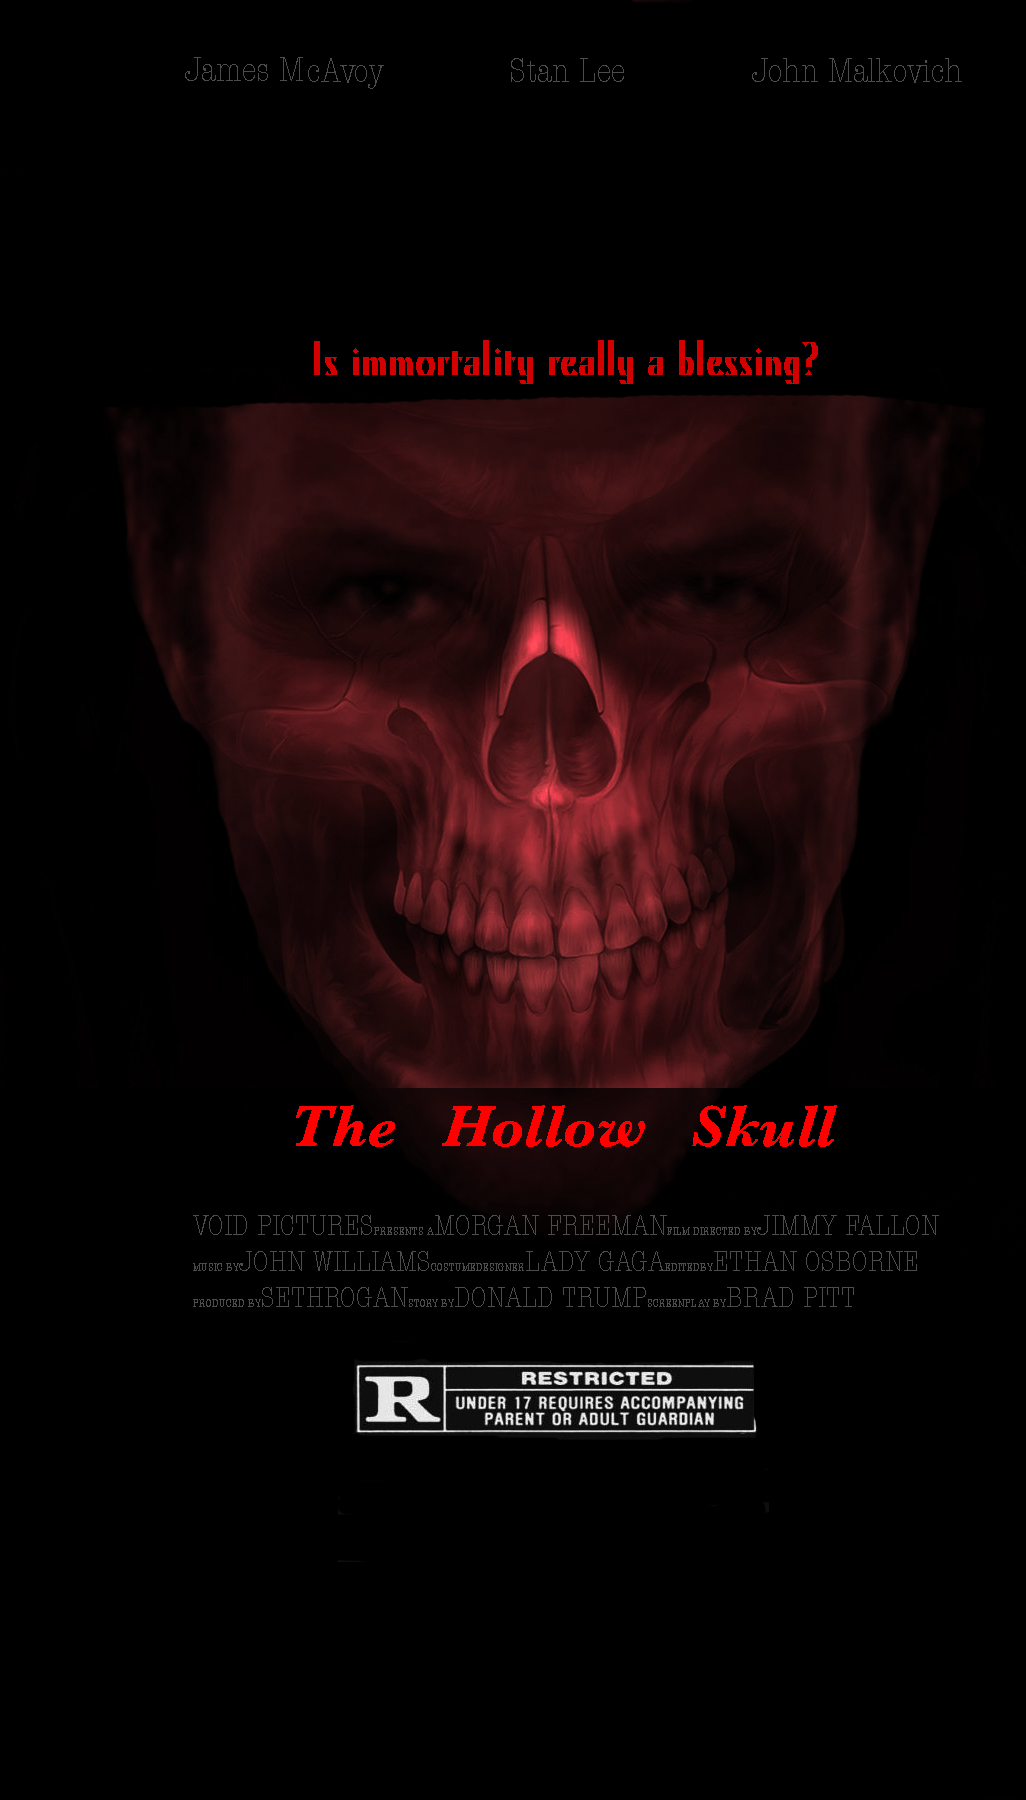 James McAvoy Stan Lee John Malkovich
Is immortality really a blessing?
The Hollow Skull
VOID PICTURES PRESENTS A MORGAN FREEMAN FILM DIRECTED BY JIMMY FALLON
MUSIC BY JOHN WILLIAMS COSTUMEDESIGNER LADY GAGA EDITEDBY ETHAN OSBORNE
PRODUCED BY SETHROGAN STORY BY DONALD TRUMP SCREENPLAY BY BRAD PITT
R RESTRICTED
UNDER 17 REQUIRES ACCOMPANYING
PARENT OR ADULT GUARDIAN